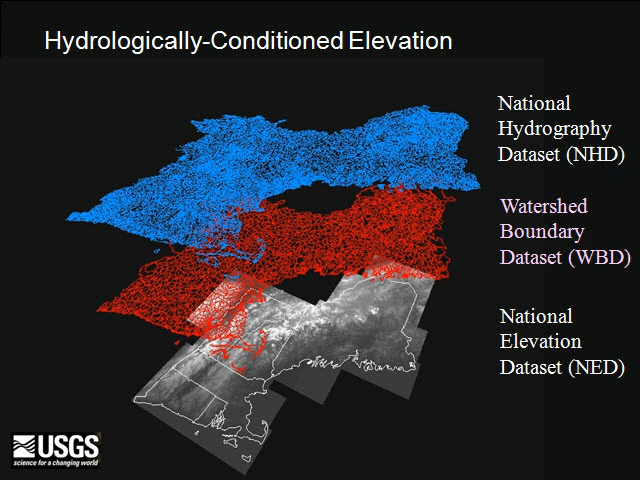 Hydrologically-Conditioned Elevation
National
Hydrography
Dataset (NHD)
Watershed
Boundary
Dataset (WBD)
National
Elevation
Dataset (NED)
USGS
science for a changing world